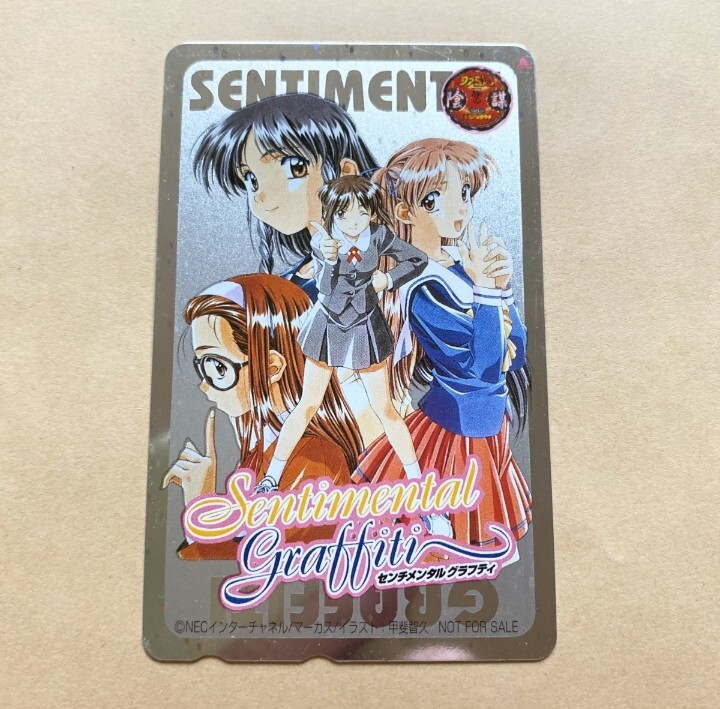 SENTIMENT
陰 謀
Sentimental
Graffiti
センチメンタル グラフティ
©NECインターチャネル/マーカス/イラスト：甲斐智久 NOT FOR SALE